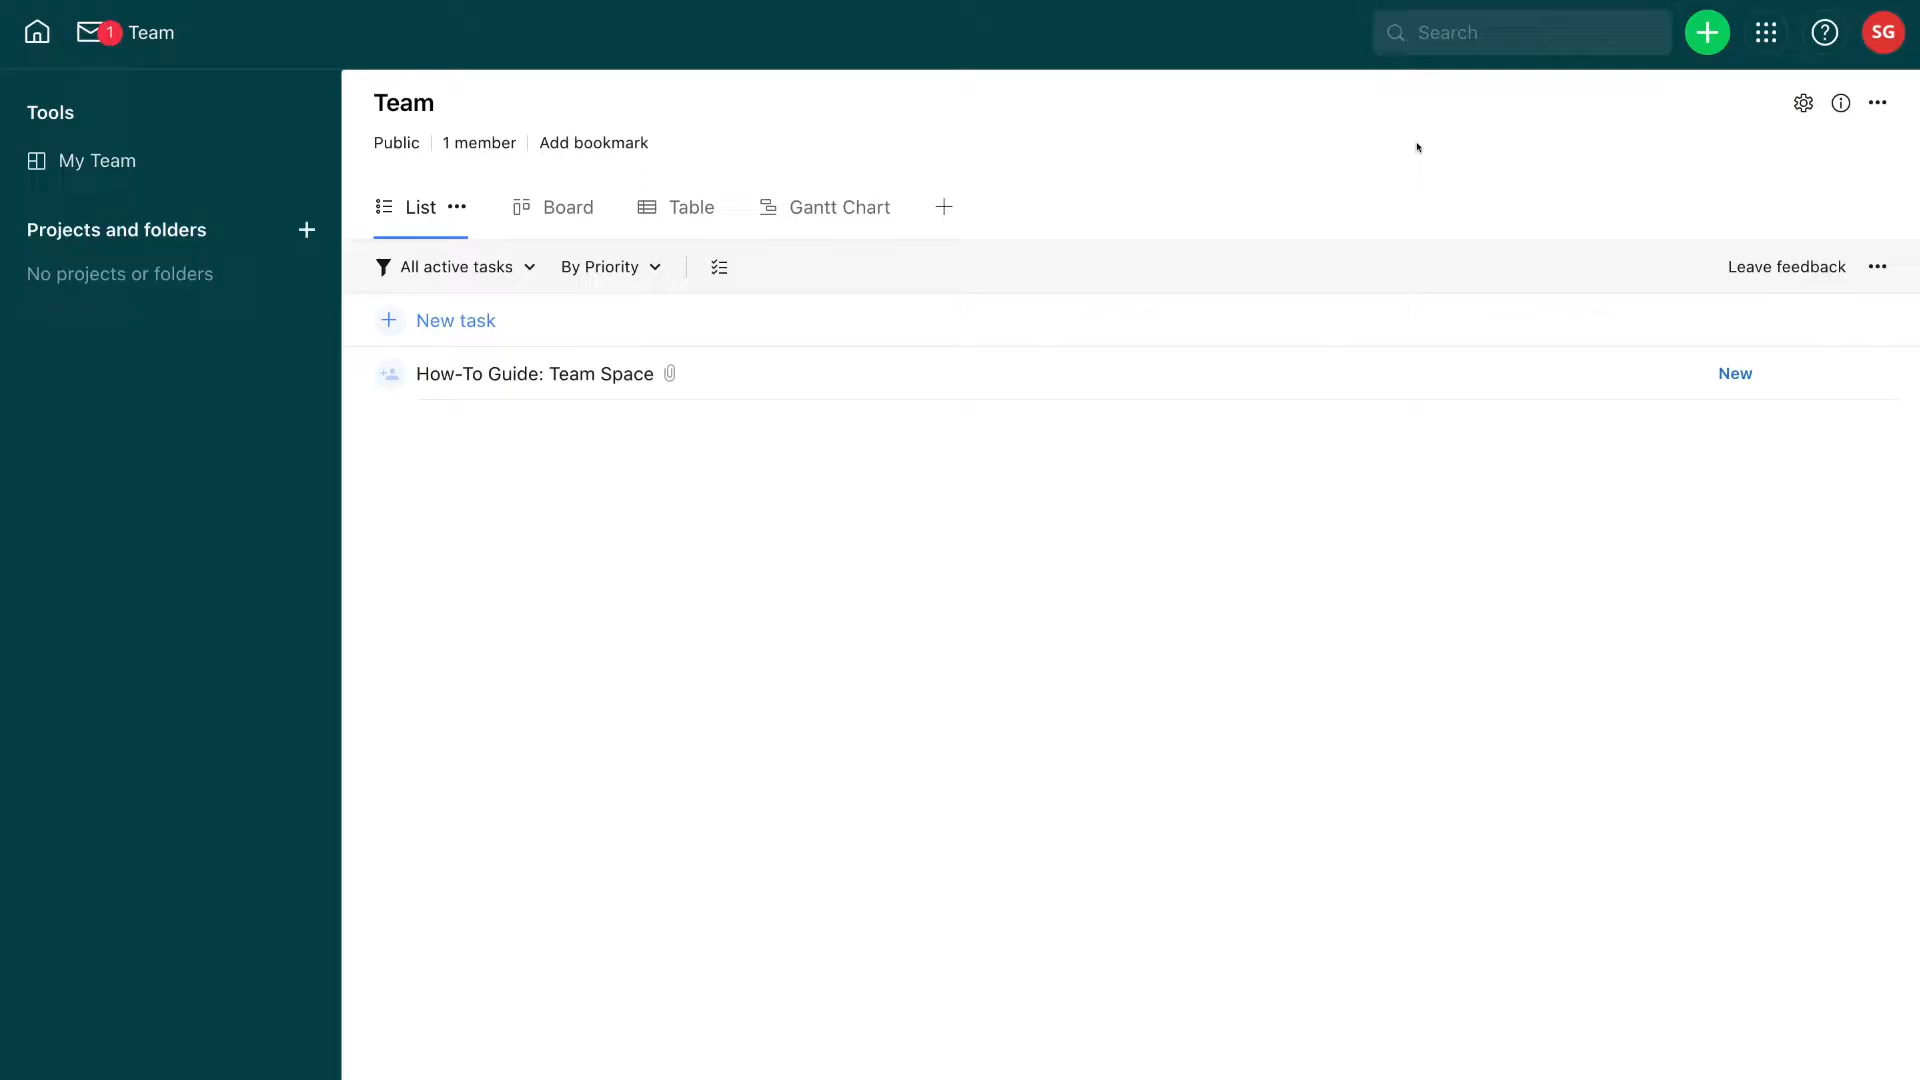 1 Team
Search
SG
Tools
My Team
Projects and folders
No projects or folders
Team
Public
1 member
Add bookmark
List
Board
Table
Gantt Chart
All active tasks
By Priority
Leave feedback
New task
How-To Guide: Team Space
New